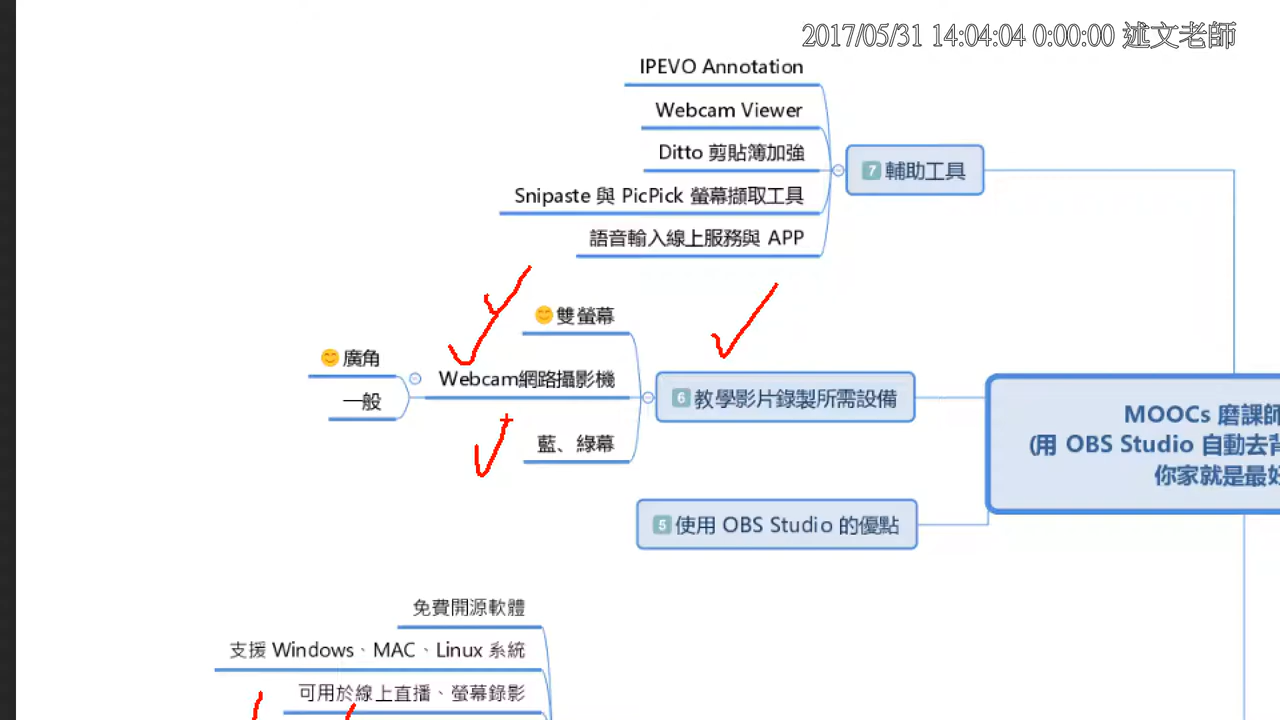 2017/05/31 14:04:04 0:00:00 述文老師
IPEVO Annotation
Webcam Viewer
Ditto 剪貼簿加強
Snipaste 與 PicPick 螢幕擷取工具
語音輸入線上服務與 APP
7 輔助工具
😊雙螢幕
😊廣角
一般
Webcam網路攝影機
藍、綠幕
6 教學影片錄製所需設備
MOOCs 磨課師
(用 OBS Studio 自動去背
你家就是最好
5 使用 OBS Studio 的優點
免費開源軟體
支援 Windows、MAC、Linux 系統
可用於線上直播、螢幕錄影